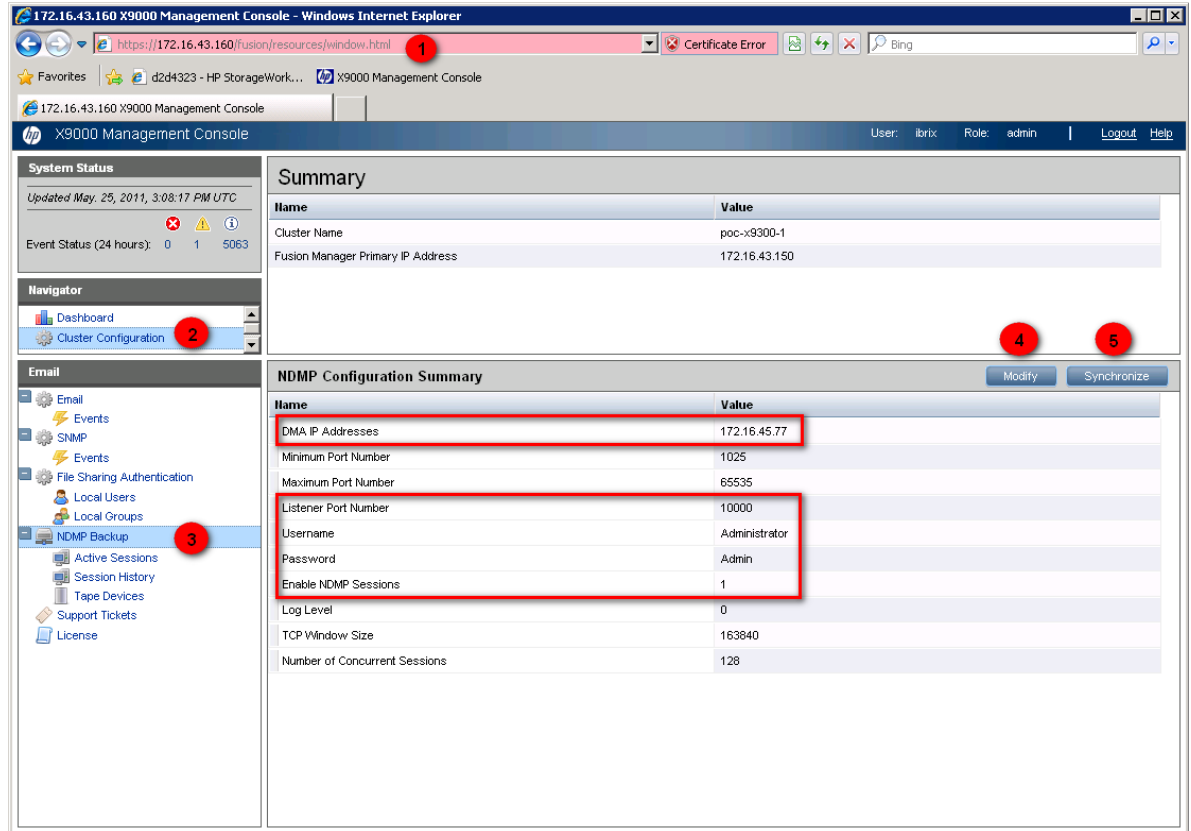 172.16.43.160 X9000 Management Console - Windows Internet Explorer
https://172.16.43.160/fusion/resources/window.html
1
Certificate Error
Bing
Favorites
d2d4323 - HP StorageWork...
X9000 Management Console
172.16.43.160 X9000 Management Console
hp X9000 Management Console
User: ibrix Role: admin | Logout Help
System Status
Updated May. 25, 2011, 3:08:17 PM UTC
Event Status (24 hours): 0 1 5063
Navigator
Dashboard
Cluster Configuration
2
Summary
Name Value
Cluster Name poc-x9300-1
Fusion Manager Primary IP Address 172.16.43.150
4
5
Email
Email
Events
SNMP
Events
File Sharing Authentication
Local Users
Local Groups
NDMP Backup
3
Active Sessions
Session History
Tape Devices
Support Tickets
License
NDMP Configuration Summary
Modify
Synchronize
Name Value
DMA IP Addresses 172.16.45.77
Minimum Port Number 1025
Maximum Port Number 65535
Listener Port Number 10000
Username Administrator
Password Admin
Enable NDMP Sessions 1
Log Level 0
TCP Window Size 163840
Number of Concurrent Sessions 128